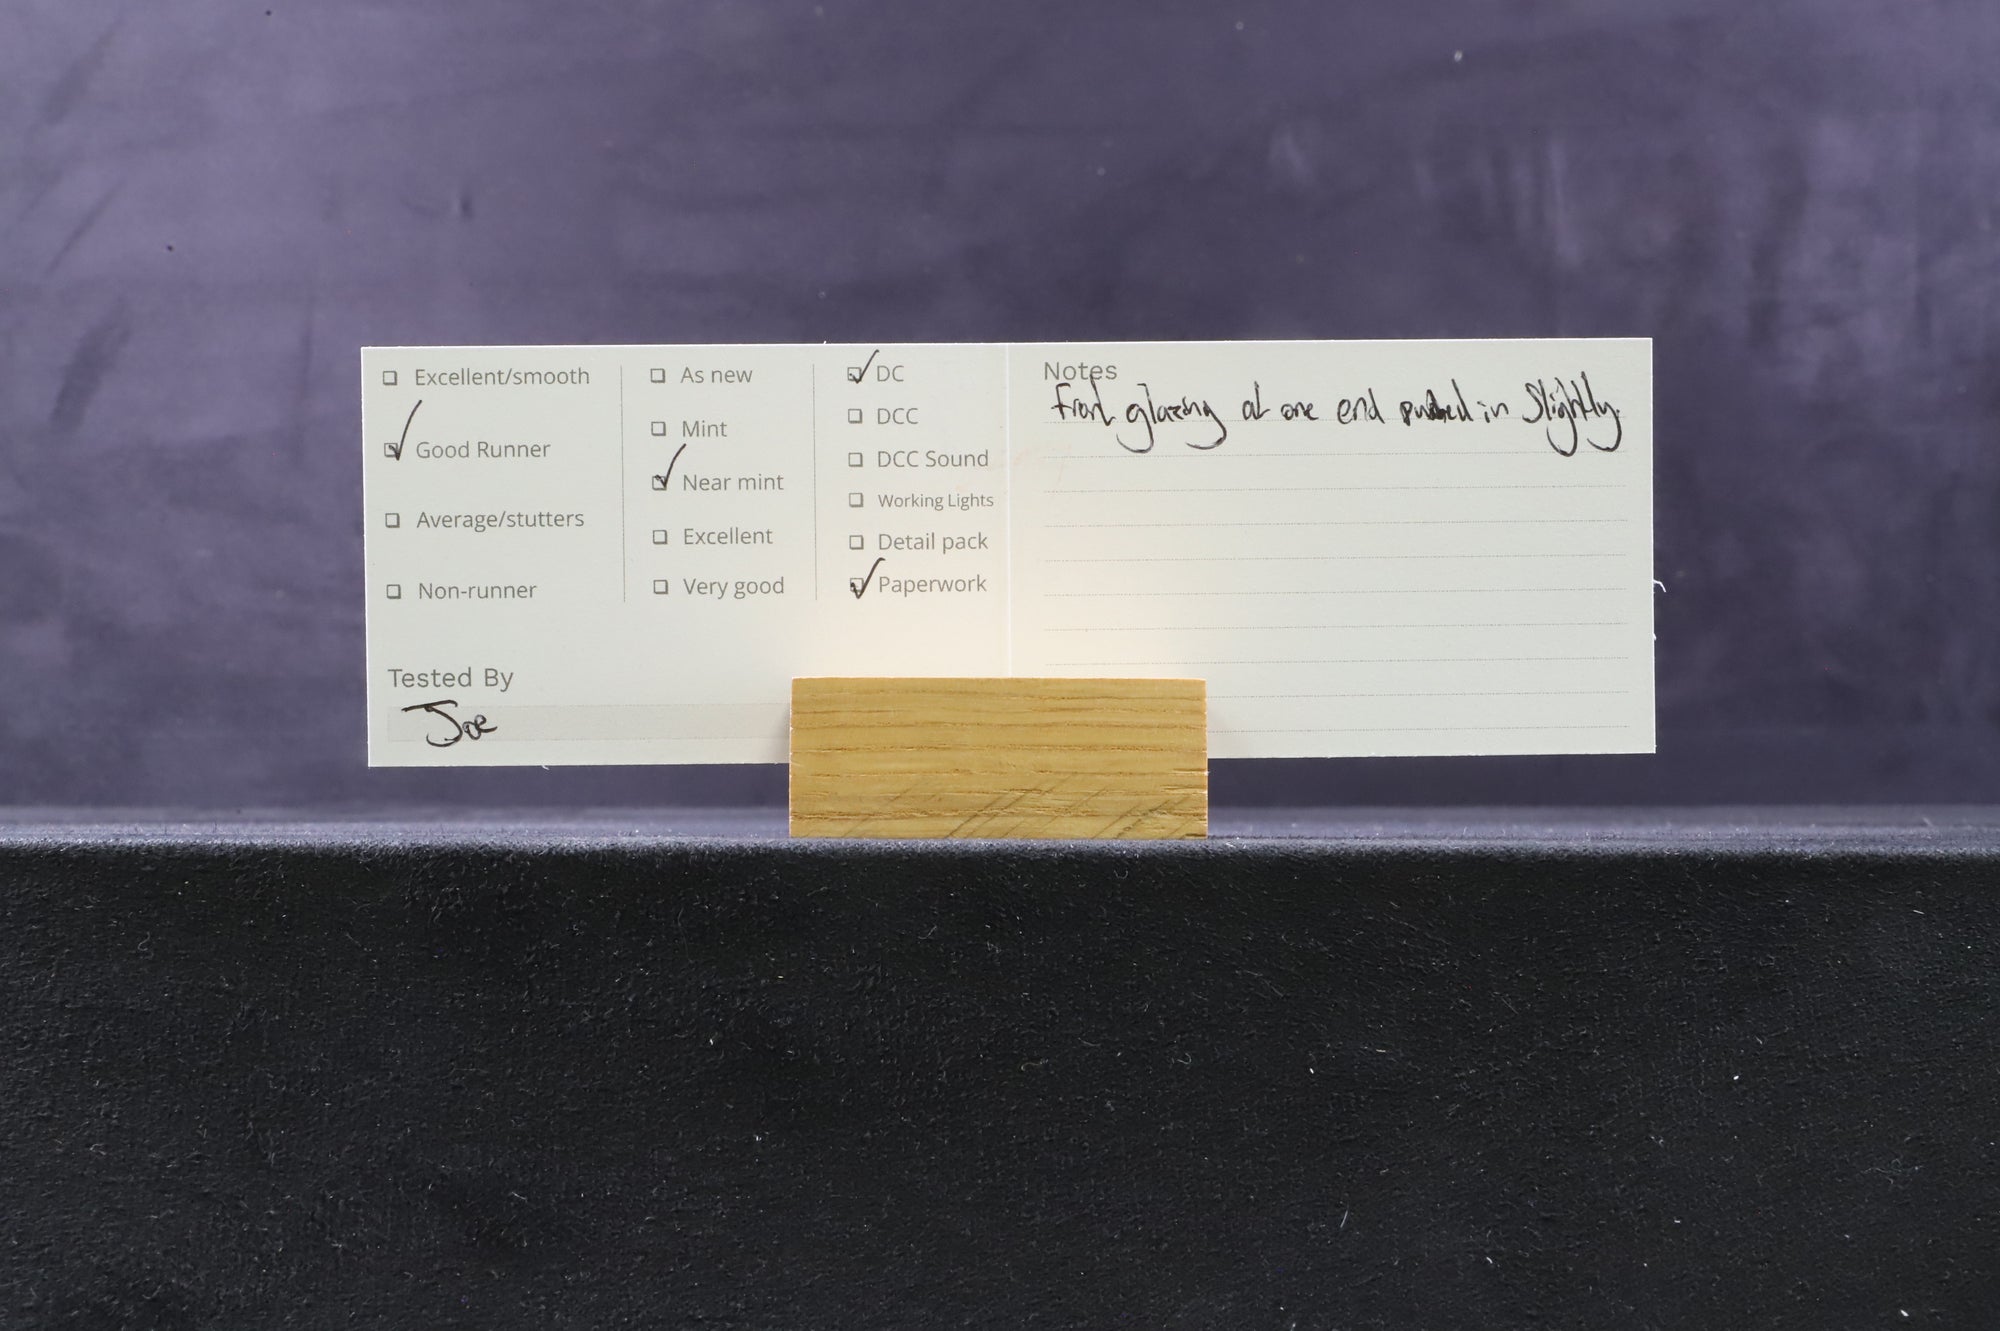 Excellent/smooth
Good Runner
Average/stutters
Non-runner
As new
Mint
Near mint
Excellent
Very good
DC
DCC
DCC Sound
Working Lights
Detail pack
Paperwork
Tested By
Joe
Notes
Front glazing at one end pushed in slightly.